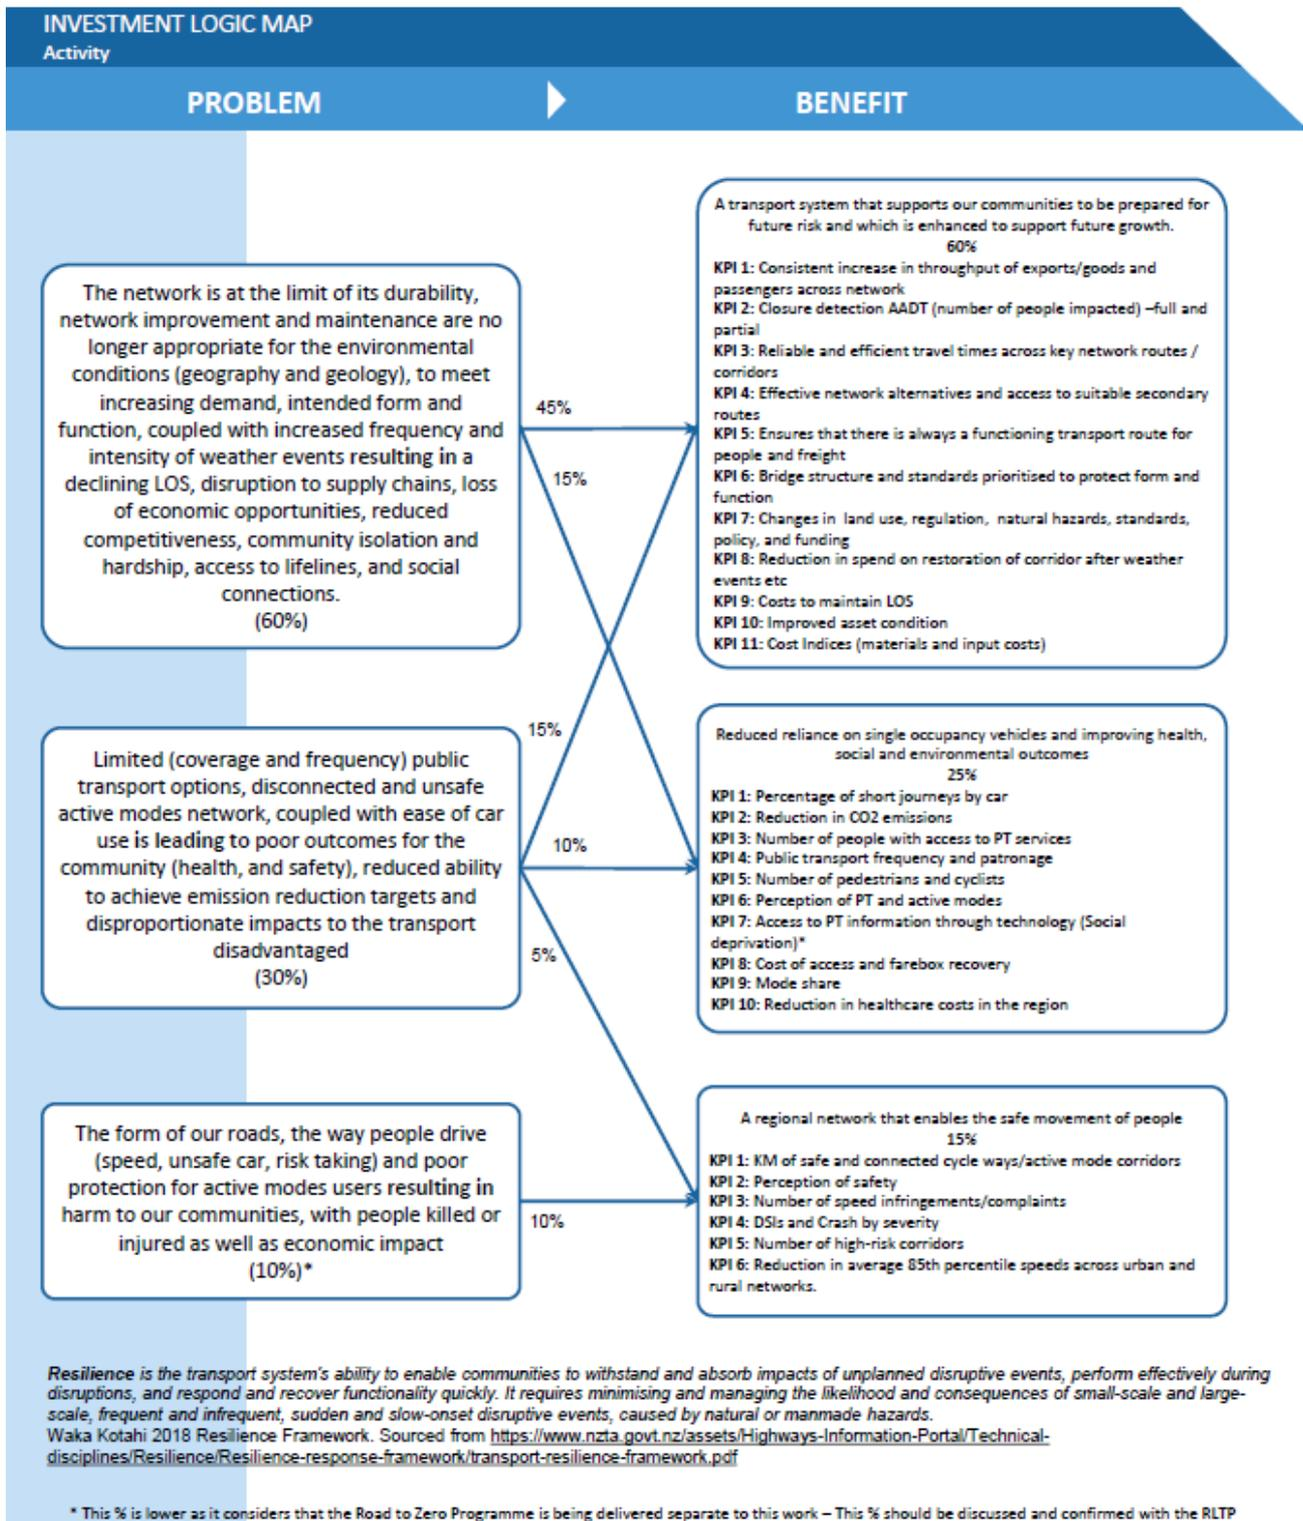 INVESTMENT LOGIC MAP
Activity
PROBLEM
BENEFIT
The network is at the limit of its durability,
network improvement and maintenance are no
longer appropriate for the environmental
conditions (geography and geology), to meet
increasing demand, intended form and
function, coupled with increased frequency and
intensity of weather events resulting in a
declining LOS, disruption to supply chains, loss
of economic opportunities, reduced
competitiveness, community isolation and
hardship, access to lifelines, and social
connections.
(60%)
Limited (coverage and frequency) public
transport options, disconnected and unsafe
active modes network, coupled with ease of car
use is leading to poor outcomes for the
community (health, and safety), reduced ability
to achieve emission reduction targets and
disproportionate impacts to the transport
disadvantaged
(30%)
The form of our roads, the way people drive
(speed, unsafe car, risk taking) and poor
protection for active modes users resulting in
harm to our communities, with people killed or
injured as well as economic impact
(10%)*
45%
15%
15%
10%
5%
10%
A transport system that supports our communities to be prepared for
future risk and which is enhanced to support future growth.
60%
KPI 1: Consistent increase in throughput of exports/goods and
passengers across network
KPI 2: Closure detection AADT (number of people impacted) –full and
partial
KPI 3: Reliable and efficient travel times across key network routes /
corridors
KPI 4: Effective network alternatives and access to suitable secondary
routes
KPI 5: Ensures that there is always a functioning transport route for
people and freight
KPI 6: Bridge structure and standards prioritised to protect form and
function
KPI 7: Changes in land use, regulation, natural hazards, standards,
policy, and funding
KPI 8: Reduction in spend on restoration of corridor after weather
events etc
KPI 9: Costs to maintain LOS
KPI 10: Improved asset condition
KPI 11: Cost Indices (materials and input costs)
Reduced reliance on single occupancy vehicles and improving health,
social and environmental outcomes
25%
KPI 1: Percentage of short journeys by car
KPI 2: Reduction in CO2 emissions
KPI 3: Number of people with access to PT services
KPI 4: Public transport frequency and patronage
KPI 5: Number of pedestrians and cyclists
KPI 6: Perception of PT and active modes
KPI 7: Access to PT information through technology (Social
deprivation)*
KPI 8: Cost of access and farebox recovery
KPI 9: Mode share
KPI 10: Reduction in healthcare costs in the region
A regional network that enables the safe movement of people
15%
KPI 1: KM of safe and connected cycle ways/active mode corridors
KPI 2: Perception of safety
KPI 3: Number of speed infringements/complaints
KPI 4: DSIs and Crash by severity
KPI 5: Number of high-risk corridors
KPI 6: Reduction in average 85th percentile speeds across urban and
rural networks.
Resilience is the transport system's ability to enable communities to withstand and absorb impacts of unplanned disruptive events, perform effectively during
disruptions, and respond and recover functionality quickly. It requires minimising and managing the likelihood and consequences of small-scale and large-
scale, frequent and infrequent, sudden and slow-onset disruptive events, caused by natural or manmade hazards.
Waka Kotahi 2018 Resilience Framework. Sourced from https://www.nzta.govt.nz/assets/Highways-Information-Portal/Technical-
disciplines/Resilience/Resilience-response-framework/transport-resilience-framework.pdf
* This % is lower as it considers that the Road to Zero Programme is being delivered separate to this work – This % should be discussed and confirmed with the RLTP